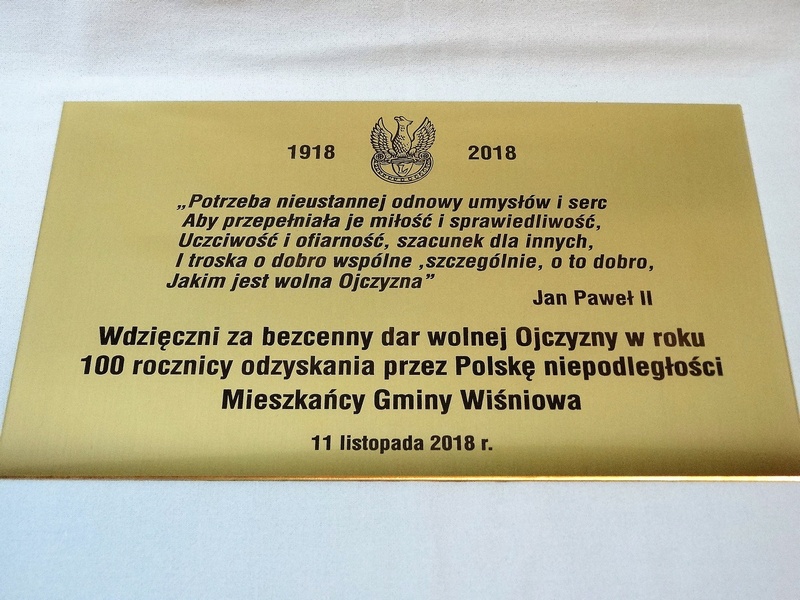 1918 2018
„Potrzeba nieustannej odnowy umysłów i serc
Aby przepełniała je miłość i sprawiedliwość,
Uczciwość i ofiarność, szacunek dla innych,
I troska o dobro wspólne ,szczególnie, o to dobro,
Jakim jest wolna Ojczyzna”
Jan Paweł II
Wdzięczni za bezcenny dar wolnej Ojczyzny w roku
100 rocznicy odzyskania przez Polskę niepodległości
Mieszkańcy Gminy Wiśniowa
11 listopada 2018 r.